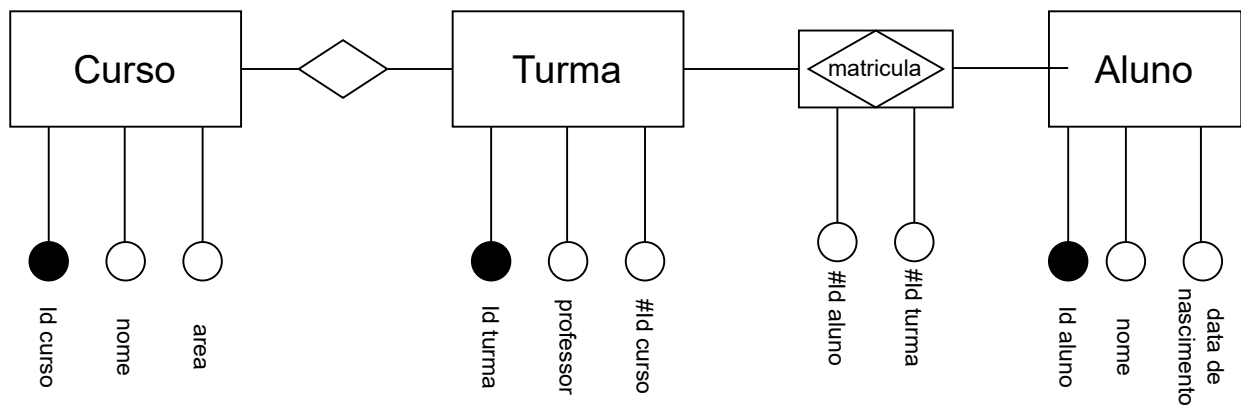 Curso
Turma
matricula
Aluno
Id curso
nome
area
Id turma
professor
#Id curso
#Id aluno
#Id turma
Id aluno
nome
data de
nascimento